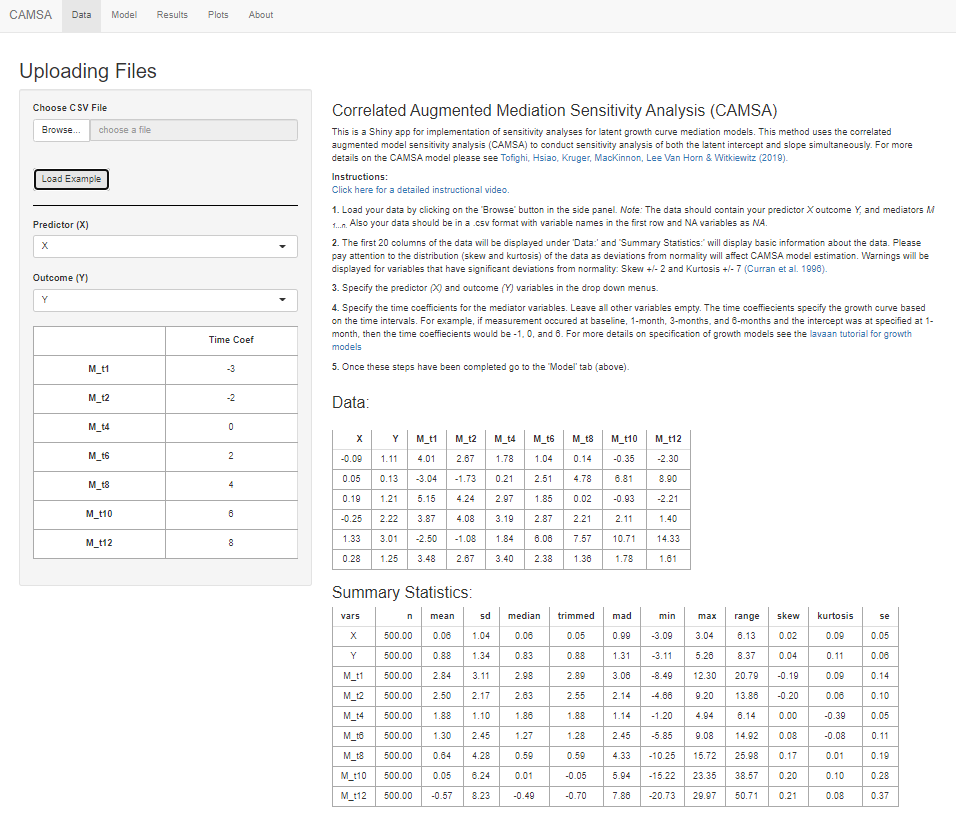 CAMSA Data Model Results Plots About
Uploading Files
Choose CSV File
Browse... choose a file
Load Example
Predictor (X)
X
Outcome (Y)
Y
Time Coef
M_t1 -3
M_t2 -2
M_t4 0
M_t6 2
M_t8 4
M_t10 6
M_t12 8
Correlated Augmented Mediation Sensitivity Analysis (CAMSA)
This is a Shiny app for implementation of sensitivity analyses for latent growth curve mediation models. This method uses the correlated
augmented model sensitivity analysis (CAMSA) to conduct sensitivity analysis of both the latent intercept and slope simultaneously. For more
details on the CAMSA model please see Tofighi, Hsiao, Kruger, MacKinnon, Lee Van Horn & Witkiewitz (2019).
Instructions:
Click here for a detailed instructional video.
1. Load your data by clicking on the 'Browse' button in the side panel. Note: The data should contain your predictor X outcome Y, and mediators M
1...n. Also your data should be in a .csv format with variable names in the first row and NA variables as NA.
2. The first 20 columns of the data will be displayed under 'Data:' and 'Summary Statistics:' will display basic information about the data. Please
pay attention to the distribution (skew and kurtosis) of the data as deviations from normality will affect CAMSA model estimation. Warnings will be
displayed for variables that have significant deviations from normality: Skew +/- 2 and Kurtosis +/- 7 (Curran et al. 1998).
3. Specify the predictor (X) and outcome (Y) variables in the drop down menus.
4. Specify the time coefficients for the mediator variables. Leave all other variables empty. The time coeffiecients specify the growth curve based
on the time intervals. For example, if measurement occured at baseline, 1-month, 3-months, and 6-months and the intercept was at specified at 1-
month, then the time coeffiecients would be -1, 0, and 6. For more details on specification of growth models see the lavaan tutorial for growth
models
5. Once these steps have been completed go to the 'Model' tab (above).
Data:
X Y M_t1 M_t2 M_t4 M_t6 M_t8 M_t10 M_t12
-0.09 1.11 4.01 2.67 1.78 1.04 0.14 -0.35 -2.30
0.05 0.13 -3.04 -1.73 0.21 2.51 4.78 6.81 8.90
0.19 1.21 5.15 4.24 2.97 1.85 0.02 -0.93 -2.21
-0.25 2.22 3.87 4.08 3.19 2.87 2.21 2.11 1.40
1.33 3.01 -2.50 -1.08 1.84 6.06 7.57 10.71 14.33
0.28 1.25 3.48 2.67 3.40 2.38 1.36 1.78 1.61
Summary Statistics:
vars n mean sd median trimmed mad min max range skew kurtosis se
X 500.00 0.06 1.04 0.06 0.05 0.99 -3.09 3.04 6.13 0.02 0.09 0.05
Y 500.00 0.88 1.34 0.83 0.88 1.31 -3.11 5.26 8.37 0.04 0.11 0.06
M_t1 500.00 2.84 3.11 2.98 2.89 3.06 -8.49 12.30 20.79 -0.19 0.09 0.14
M_t2 500.00 2.50 2.17 2.63 2.55 2.14 -4.66 9.20 13.86 -0.20 0.06 0.10
M_t4 500.00 1.88 1.10 1.86 1.88 1.14 -1.20 4.94 6.14 0.00 -0.39 0.05
M_t6 500.00 1.30 2.45 1.27 1.28 2.45 -5.85 9.08 14.92 0.08 -0.08 0.11
M_t8 500.00 0.64 4.28 0.59 0.59 4.33 -10.25 15.72 25.98 0.17 0.01 0.19
M_t10 500.00 0.05 6.24 0.01 -0.05 5.94 -15.22 23.35 38.57 0.20 0.10 0.28
M_t12 500.00 -0.57 8.23 -0.49 -0.70 7.86 -20.73 29.97 50.71 0.21 0.08 0.37